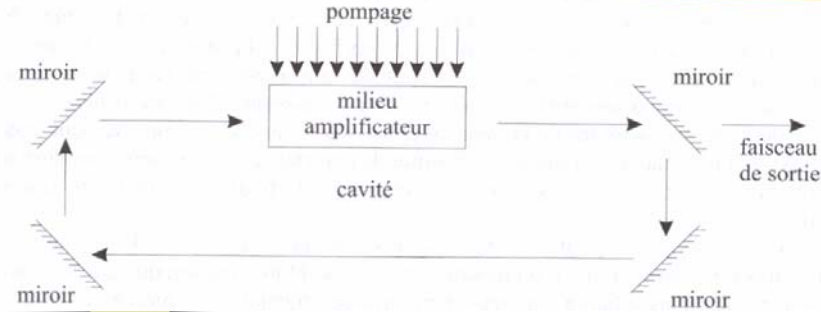 pompage
miroir
miroir
milieu
amplificateur
faisceau
de sortie
cavité
miroir
miroir